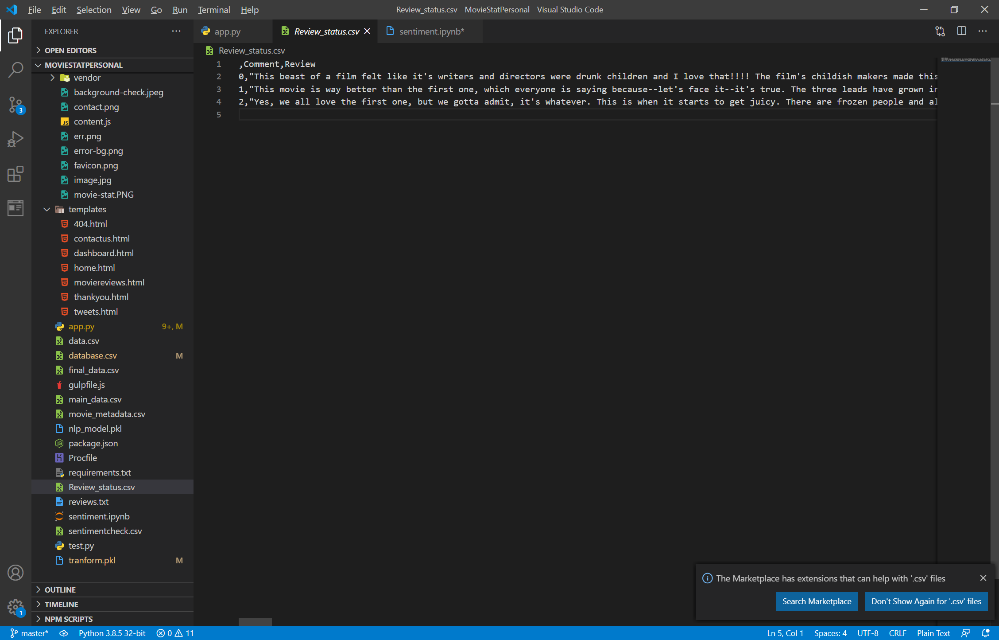 File Edit Selection View Go Run Terminal Help
Review_status.csv - MovieStatPersonal - Visual Studio Code
EXPLORER
OPEN EDITORS
MOVIESTATPERSONAL
vendor
background-check.jpeg
contact.png
content.js
err.png
error-bg.png
favicon.png
image.jpg
movie-stat.PNG
templates
404.html
contactus.html
dashboard.html
home.html
moviereviews.html
thankyou.html
tweets.html
app.py 9+, M
data.csv
database.csv M
final_data.csv
gulpfile.js
main_data.csv
movie_metadata.csv
nlp_model.pkl
package.json
Procfile
requirements.txt
Review_status.csv
reviews.txt
sentiment.ipynb
sentimentcheck.csv
test.py
tranform.pkl M
OUTLINE
TIMELINE
NPM SCRIPTS
3
1
app.py Review_status.csv sentiment.ipynb*
Review_status.csv
1 ,Comment,Review
2 0,"This beast of a film felt like it's writers and directors were drunk children and I love that!!!! The film's childish makers made this
3 1,"This movie is way better than the first one, which everyone is saying because--let's face it--it's true. The three leads have grown in
4 2,"Yes, we all love the first one, but we gotta admit, it's whatever. This is when it starts to get juicy. There are frozen people and al
5
The Marketplace has extensions that can help with '.csv' files
Search Marketplace Don't Show Again for '.csv' files
master* Python 3.8.5 32-bit 0 11 Ln 5, Col 1 Spaces: 4 UTF-8 CRLF Plain Text